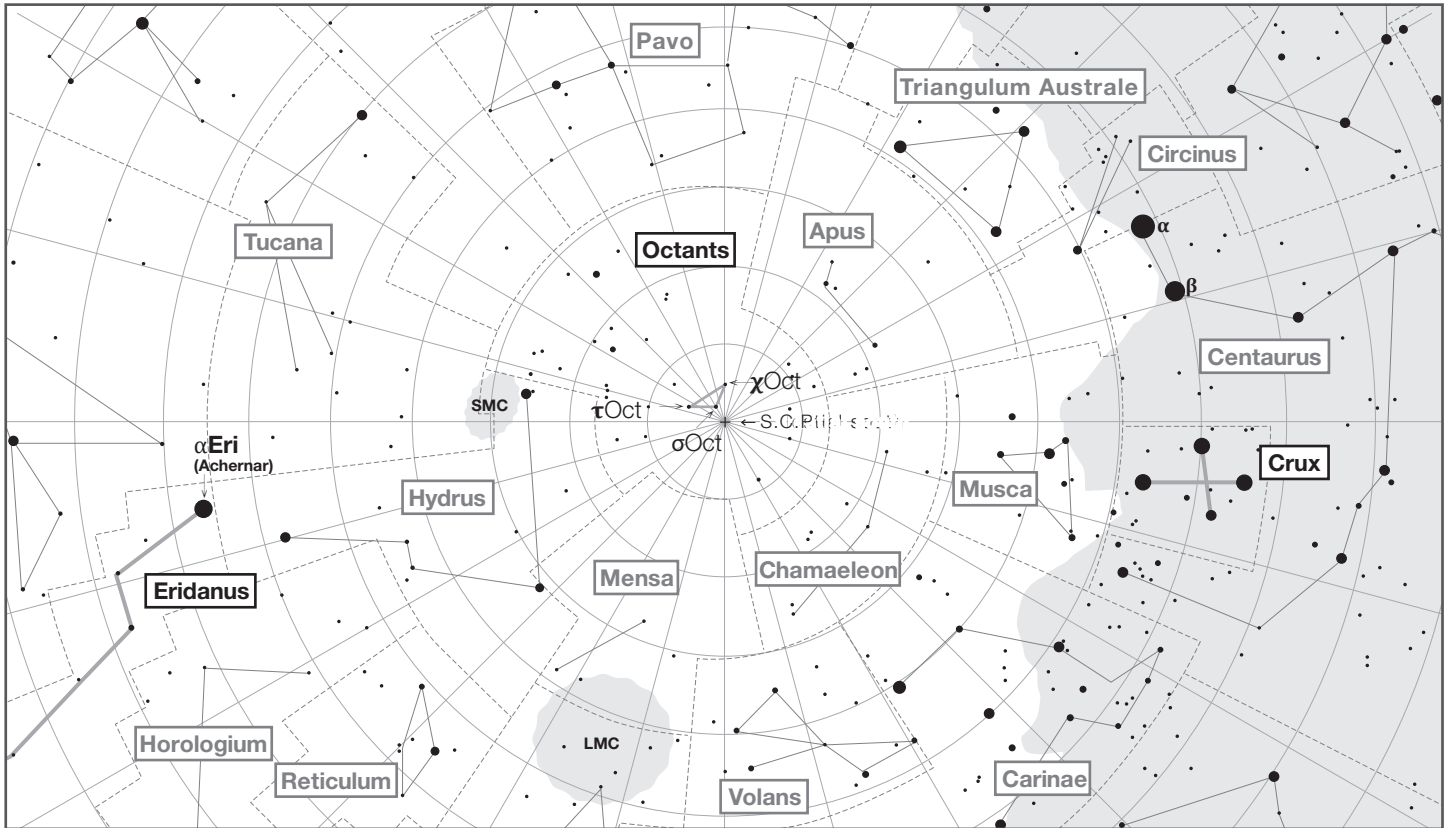 Pavo
Triangulum Australe
Circinus
Tucana
Octants
Apus
α
β
Centaurus
χOct
SMC
τOct
σOct
αEri
(Achernar)
Crux
Hydrus
Musca
Mensa
Chamaeleon
Eridanus
Horologium
LMC
Reticulum
Volans
Carinae